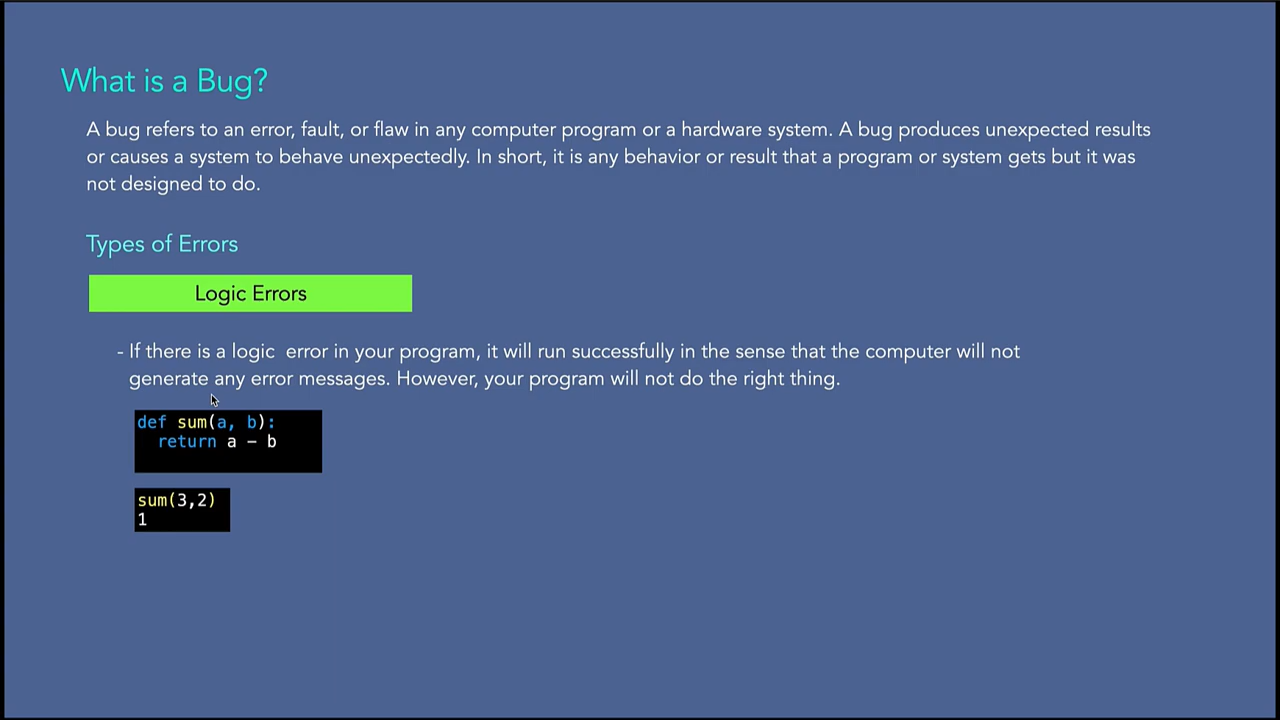 What is a Bug?
A bug refers to an error, fault, or flaw in any computer program or a hardware system. A bug produces unexpected results
or causes a system to behave unexpectedly. In short, it is any behavior or result that a program or system gets but it was
not designed to do.
Types of Errors
Logic Errors
- If there is a logic  error in your program, it will run successfully in the sense that the computer will not
generate any error messages. However, your program will not do the right thing.
def sum(a, b):
  return a - b
sum(3,2)
1